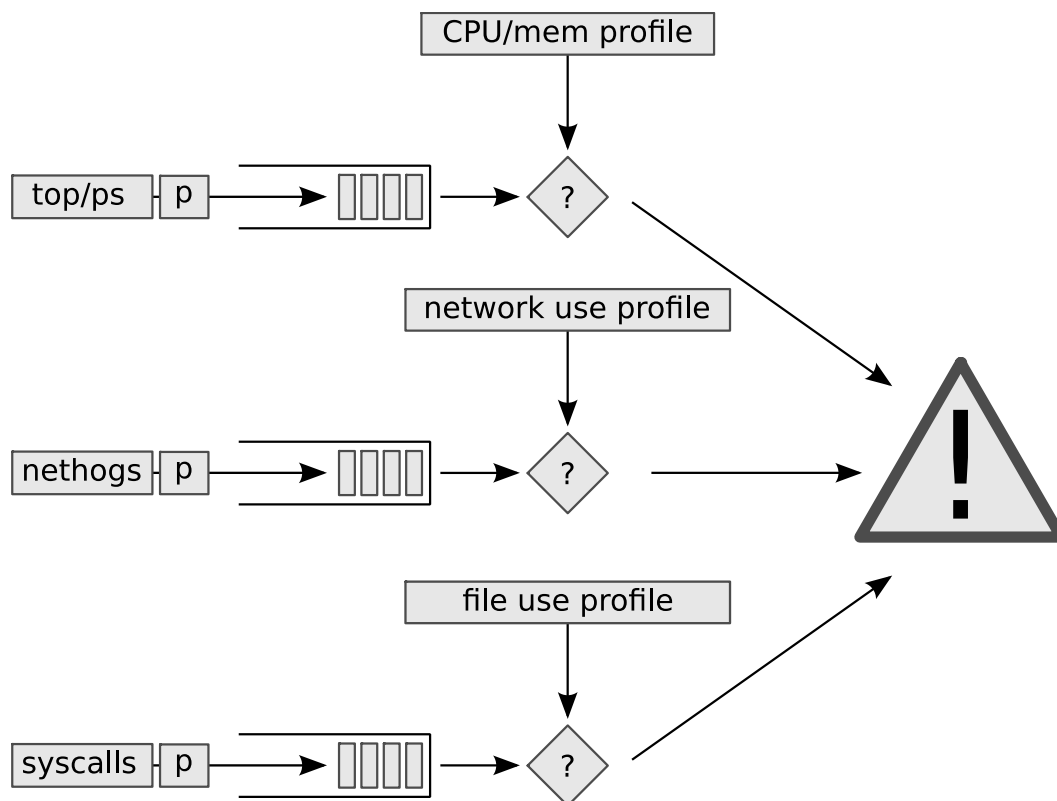 CPU/mem profile
top/ps p ?
network use profile
nethogs p ?
!
file use profile
syscalls p ?